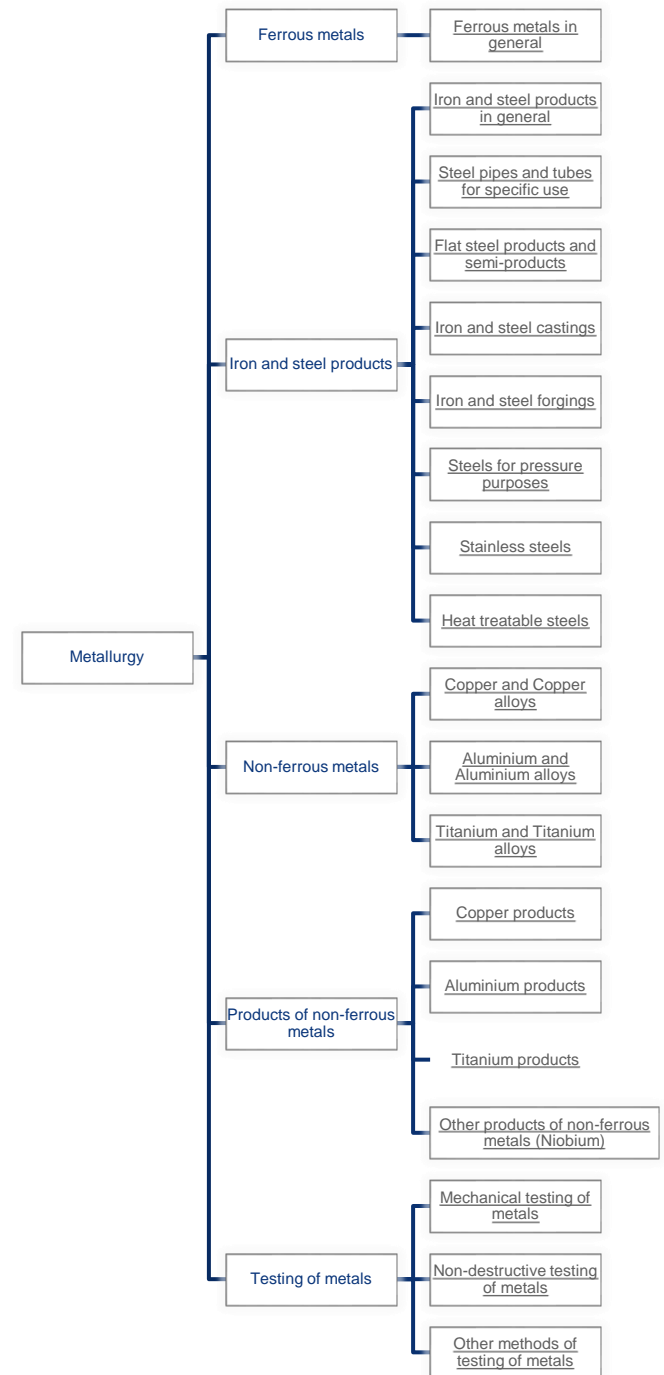 Ferrous metals
Ferrous metals in
general
Iron and steel products
in general
Steel pipes and tubes
for specific use
Flat steel products and
semi-products
Iron and steel castings
Iron and steel products
Iron and steel forgings
Steels for pressure
purposes
Stainless steels
Heat treatable steels
Metallurgy
Copper and Copper
alloys
Non-ferrous metals
Aluminium and
Aluminium alloys
Titanium and Titanium
alloys
Copper products
Aluminium products
Products of non-ferrous
metals
Titanium products
Other products of non-ferrous
metals (Niobium)
Mechanical testing of
metals
Testing of metals
Non-destructive testing
of metals
Other methods of
testing of metals